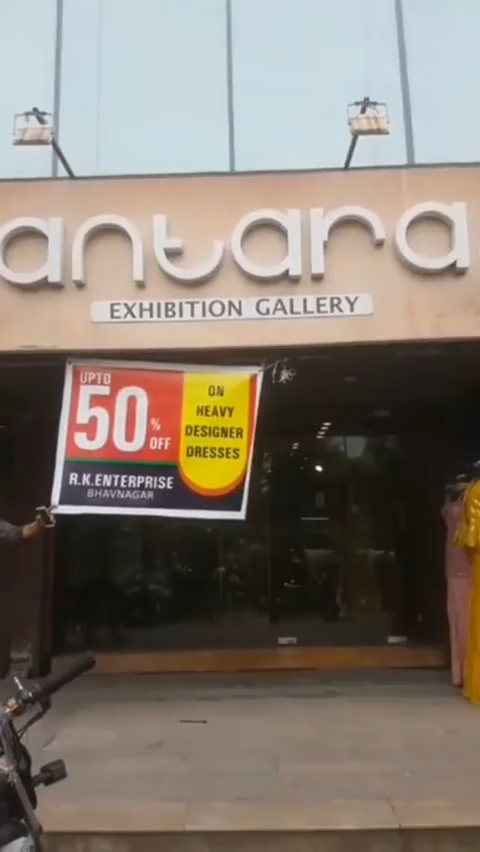 antara
EXHIBITION GALLERY
UPTO
50% OFF
ON
HEAVY
DESIGNER
DRESSES
R.K.ENTERPRISE
BHAVNAGAR